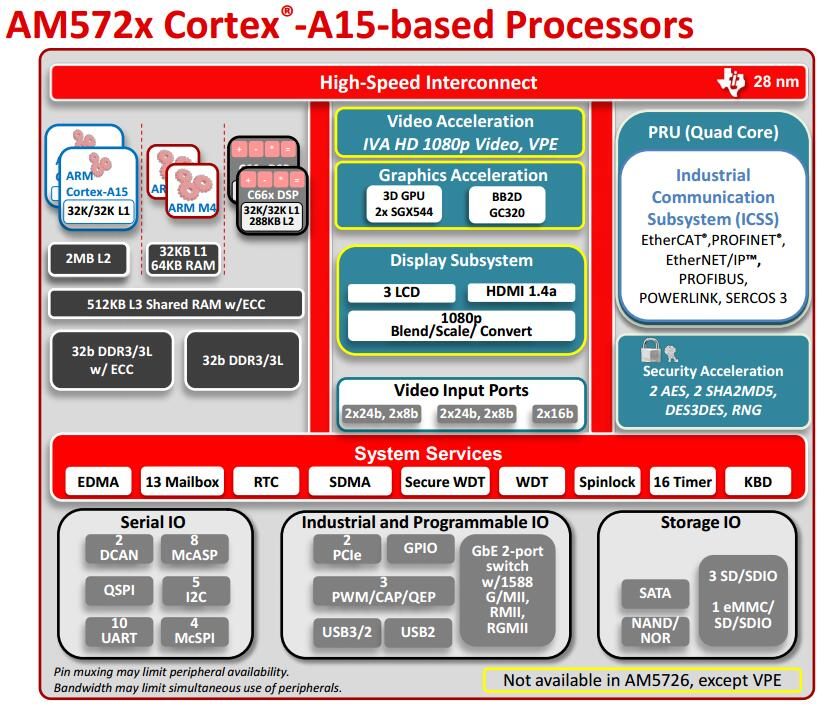 AM572x Cortex®-A15-based Processors
High-Speed Interconnect
28 nm
ARM
Cortex-A15
32K/32K L1
ARM M4
C66x DSP
32K/32K L1
288KB L2
2MB L2
32KB L1
64KB RAM
512KB L3 Shared RAM w/ECC
32b DDR3/3L
w/ ECC
32b DDR3/3L
Video Acceleration
IVA HD 1080p Video, VPE
Graphics Acceleration
3D GPU
2x SGX544
BB2D
GC320
Display Subsystem
3 LCD
HDMI 1.4a
1080p
Blend/Scale/ Convert
Video Input Ports
2x24b, 2x8b
2x24b, 2x8b
2x16b
PRU (Quad Core)
Industrial
Communication
Subsystem (ICSS)
EtherCAT®,PROFINET®,
EtherNET/IP™,
PROFIBUS,
POWERLINK, SERCOS 3
Security Acceleration
2 AES, 2 SHA2MD5,
DES3DES, RNG
System Services
EDMA
13 Mailbox
RTC
SDMA
Secure WDT
WDT
Spinlock
16 Timer
KBD
Serial IO
2
DCAN
8
McASP
QSPI
5
I2C
10
UART
4
McSPI
Industrial and Programmable IO
2
PCIe
GPIO
3
PWM/CAP/QEP
USB3/2
USB2
GbE 2-port
switch
w/1588
G/MII,
RMII,
RGMII
Storage IO
SATA
NAND/
NOR
3 SD/SDIO
1 eMMC/
SD/SDIO
Pin muxing may limit peripheral availability.
Bandwidth may limit simultaneous use of peripherals.
Not available in AM5726, except VPE